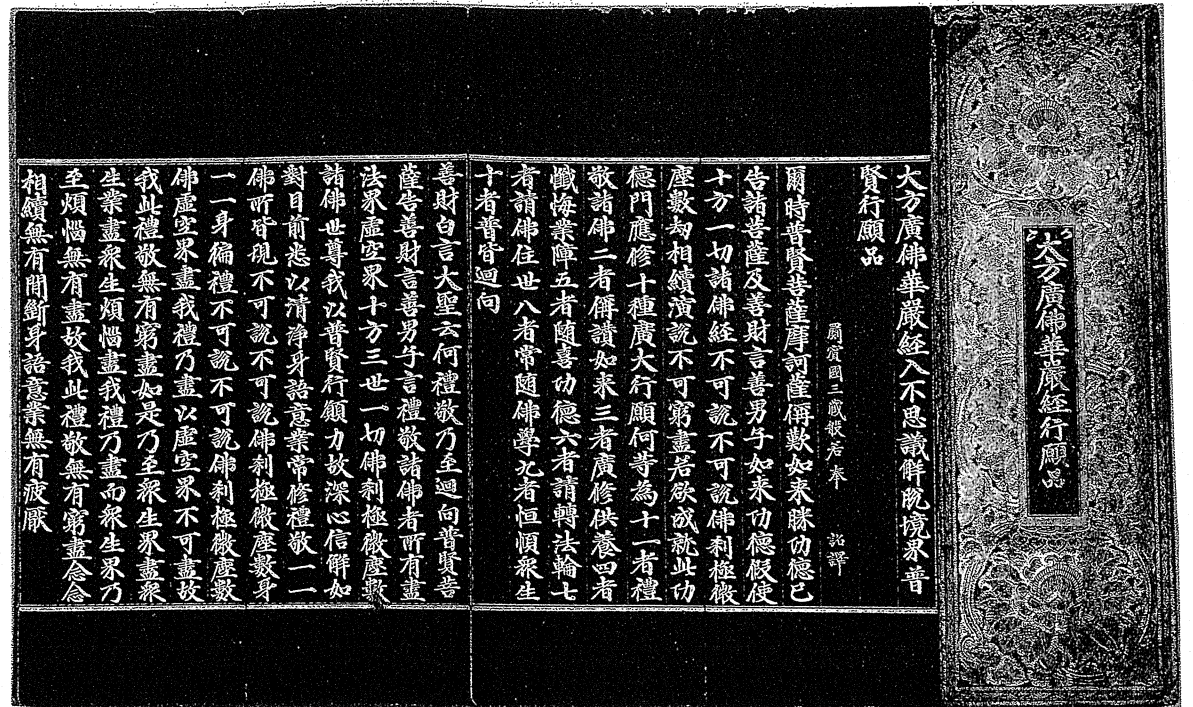 大方廣佛華嚴經行願品
大方廣佛華嚴經入不思議解脫境界普
賢行願品
罽賓國三藏般若奉　詔譯
爾時普賢菩薩摩訶薩稱歎如來勝功德已
告諸菩薩及善財言善男子如來功德假使
十方一切諸佛經不可說不可說佛剎極微
塵數劫相續演說不可窮盡若欲成就此功
德門應修十種廣大行願何等為十一者禮
敬諸佛二者稱讚如來三者廣修供養四者
懺悔業障五者隨喜功德六者請轉法輪七
者請佛住世八者常隨佛學九者恒順眾生
十者普皆迴向
善財白言大聖云何禮敬乃至迴向普賢菩
薩告善財言善男子言禮敬諸佛者所有盡
法界虛空界十方三世一切佛剎極微塵數
諸佛世尊我以普賢行願力故深心信解如
對目前悉以清淨身語意業常修禮敬一一
佛所皆現不可說不可說佛剎極微塵數身
一一身徧禮不可說不可說佛剎極微塵數
佛虛空界盡我禮乃盡以虛空界不可盡故
我此禮敬無有窮盡如是乃至眾生界盡眾
生業盡眾生煩惱盡我禮乃盡而眾生界乃
至煩惱無有盡故我此禮敬無有窮盡念念
相續無有間斷身語意業無有疲厭